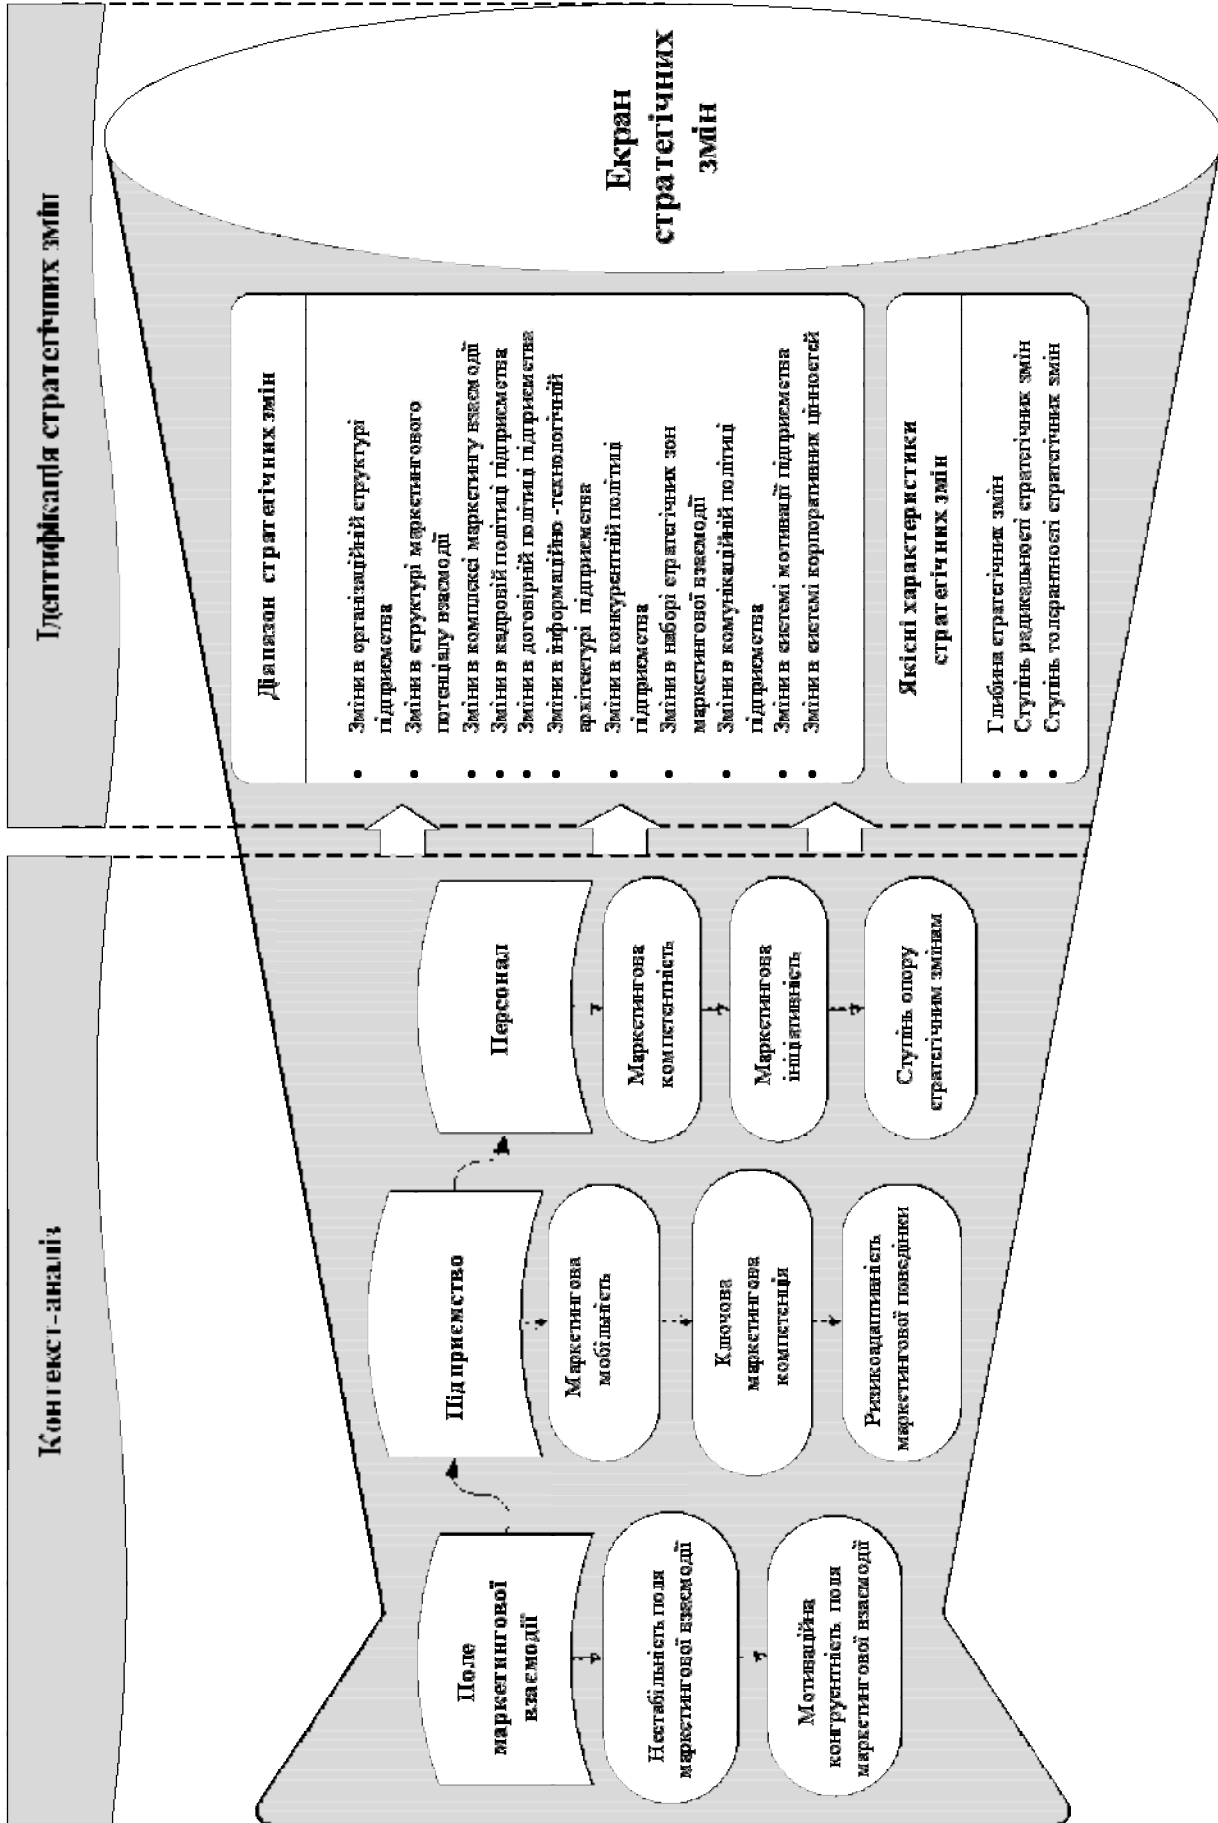 Контекст-аналіз
Ідентифікація стратегічних змін
Поле
маркетингової
взаємодії
Нестабільність поля
маркетингової взаємодії
Мотиваційна
конгруентність поля
маркетингової взаємодії
Підприємство
Маркетингова
мобільність
Ключова
маркетингова
компетенція
Ризикоадаптивність
маркетингової поведінки
Персонал
Маркетингова
компетентність
Маркетингова
ініціативність
Ступінь опору
стратегічним змінам
Діапазон стратегічних змін
• Зміни в організаційній структурі
підприємства
• Зміни в структурі маркетингового
потенціалу взаємодії
• Зміни в комплексі маркетингу взаємодії
• Зміни в кадровій політиці підприємства
• Зміни в договірній політиці підприємства
• Зміни в інформаційно -технологічній
архітектурі підприємства
• Зміни в конкурентній політиці
підприємства
• Зміни в наборі стратегічних зон
маркетингової взаємодії
• Зміни в комунікаційній політиці
підприємства
• Зміни в системі мотивації підприємства
• Зміни в системі корпоративних цінностей
Якісні характеристики
стратегічних змін
• Глибина стратегічних змін
• Ступінь радикальності стратегічних змін
• Ступінь толерантності стратегічних змін
Екран
стратегічних
змін